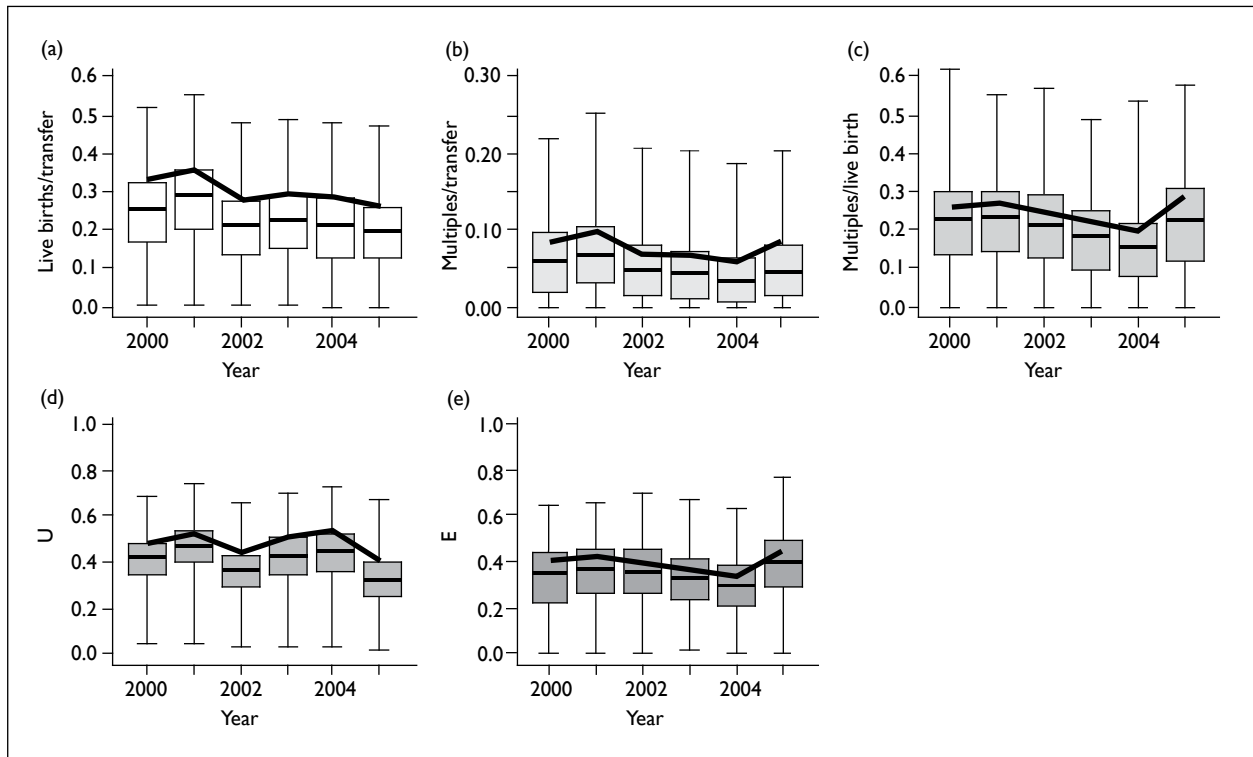 (a)
Live births/transfer
0.6
0.5
0.4
0.3
0.2
0.1
0.0
2000 2002 2004
Year
(b)
Multiples/transfer
0.30
0.20
0.10
0.00
2000 2002 2004
Year
(c)
Multiples/live birth
0.6
0.5
0.4
0.3
0.2
0.1
0.0
2000 2002 2004
Year
(d)
U
1.0
0.8
0.6
0.4
0.2
0.0
2000 2002 2004
Year
(e)
E
1.0
0.8
0.6
0.4
0.2
0.0
2000 2002 2004
Year